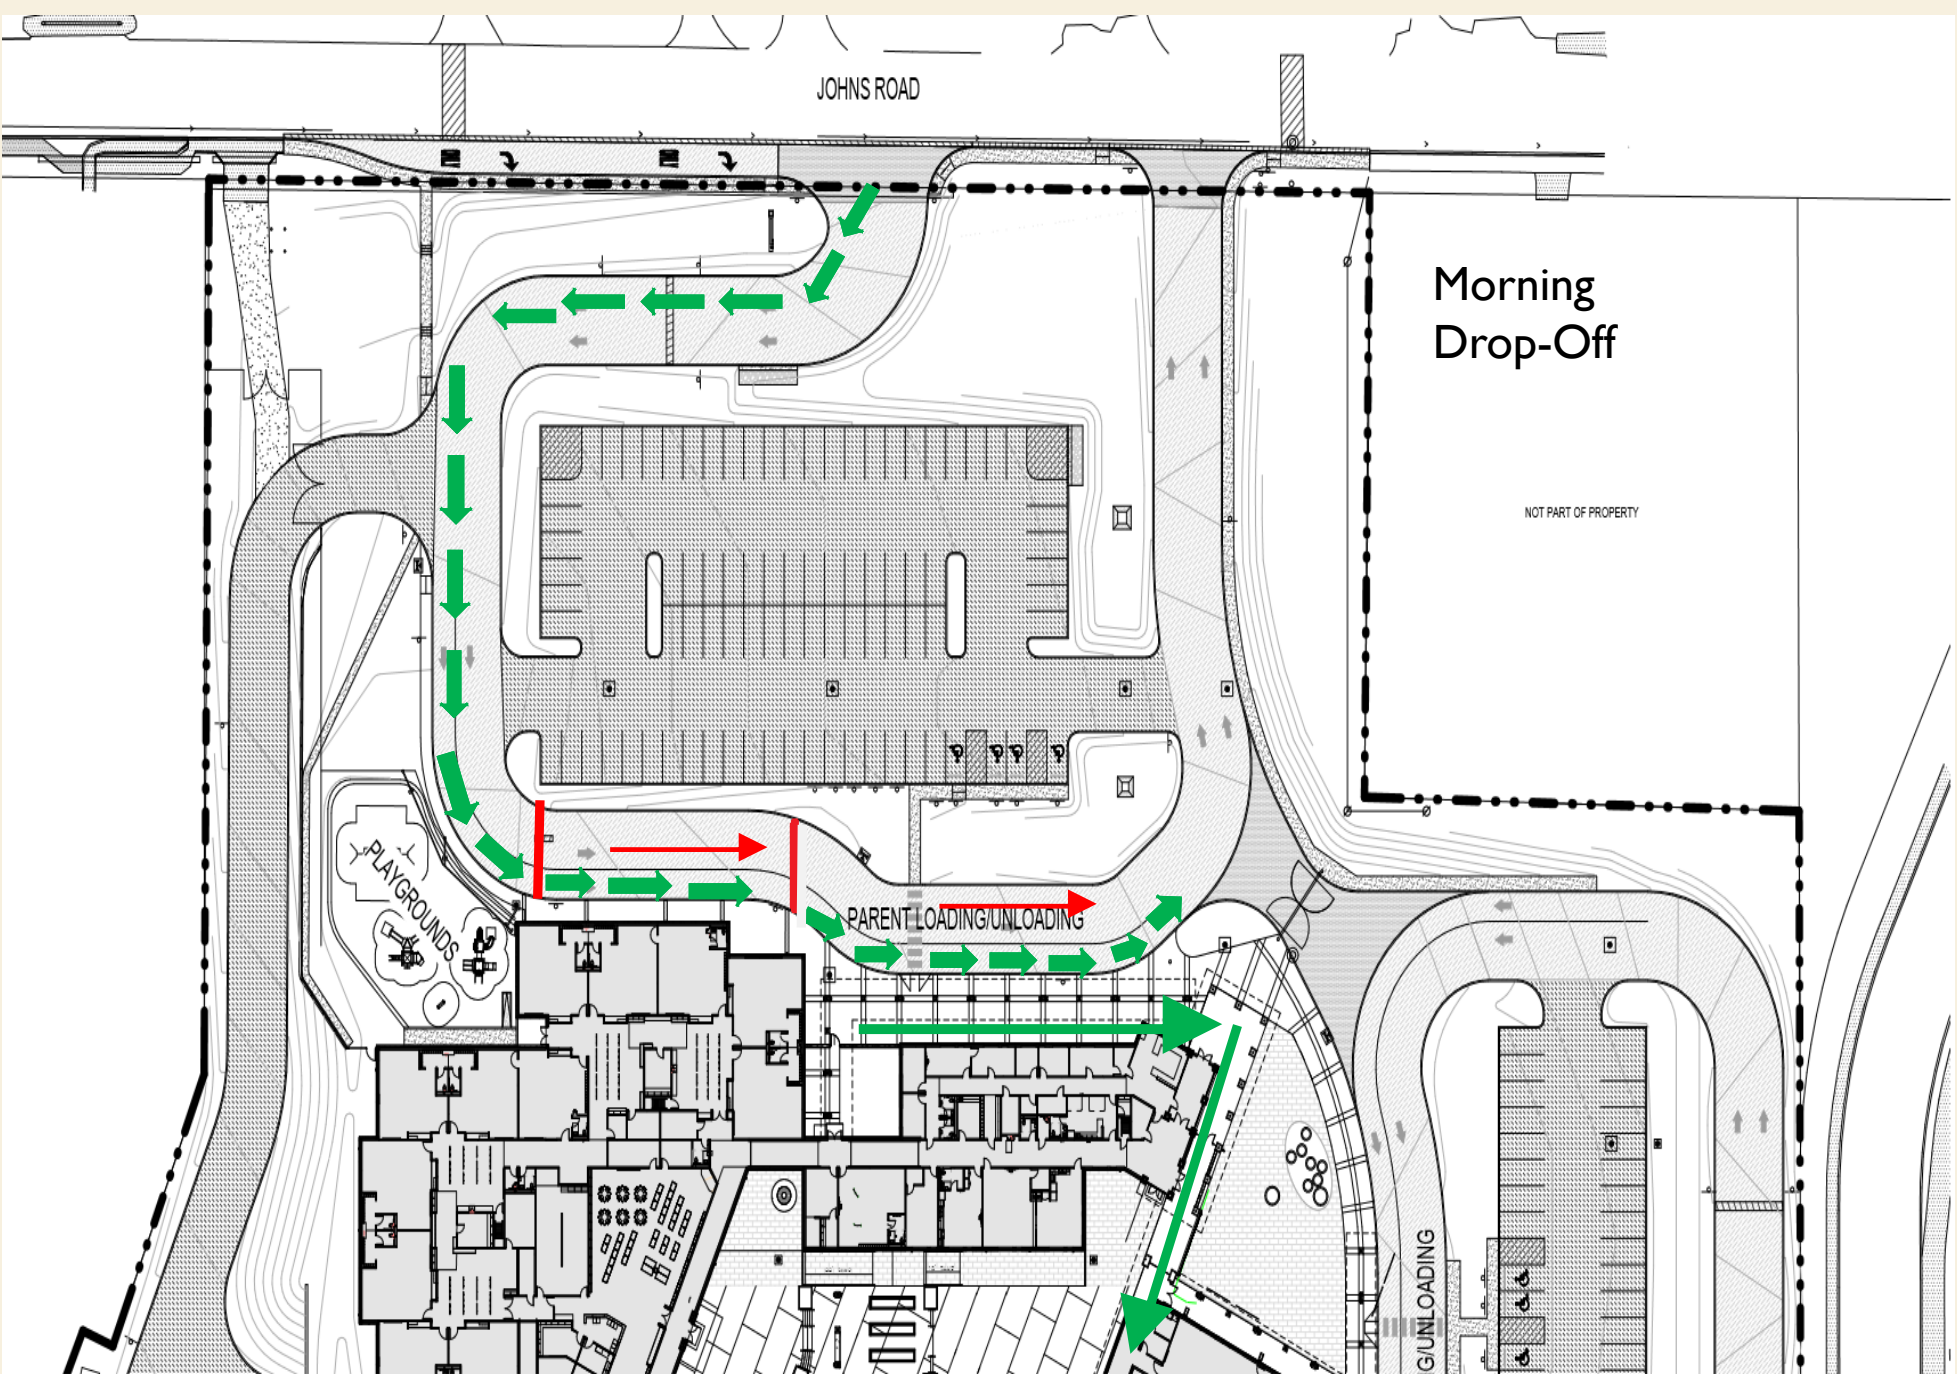 JOHNS ROAD
Morning
Drop-Off
NOT PART OF PROPERTY
PLAYGROUNDS
PARENT LOADING/UNLOADING
G/UNLOADING